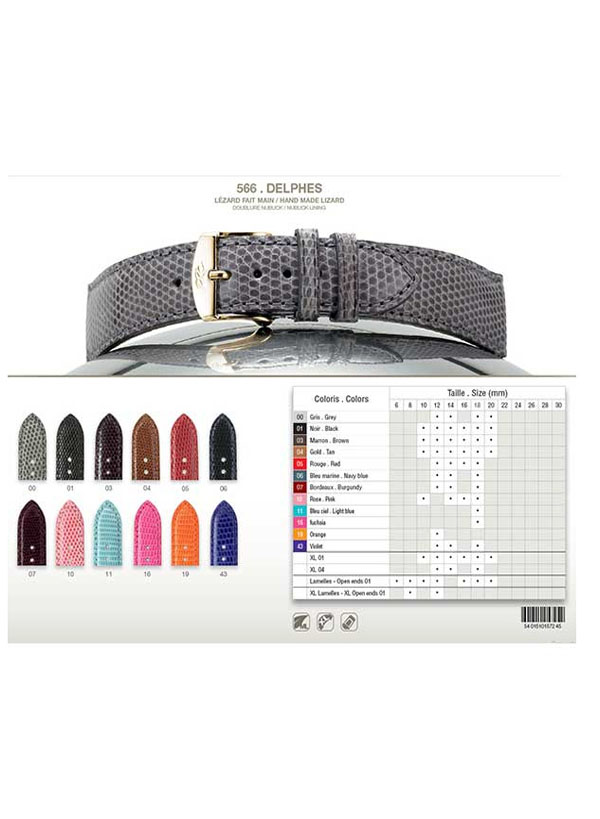 566 . DELPHES
LÉZARD FAIT MAIN / HAND MADE LIZARD
DOUBLURE NUBUCK / NUBUCK LINING
00 01 03 04 05 06
07 10 11 16 19 43
Coloris . Colors
Taille . Size (mm)
6 8 10 12 14 16 18 20 22 24 26 28 30
00 Gris . Grey
01 Noir . Black
03 Marron . Brown
04 Gold . Tan
05 Rouge . Red
06 Bleu marine . Navy blue
07 Bordeaux . Burgundy
10 Rose . Pink
11 Bleu ciel . Light blue
16 fuchsia
19 Orange
43 Violet
XL 01
XL 04
Lamelles - Open ends 01
XL Lamelles - XL Open ends 01
XL